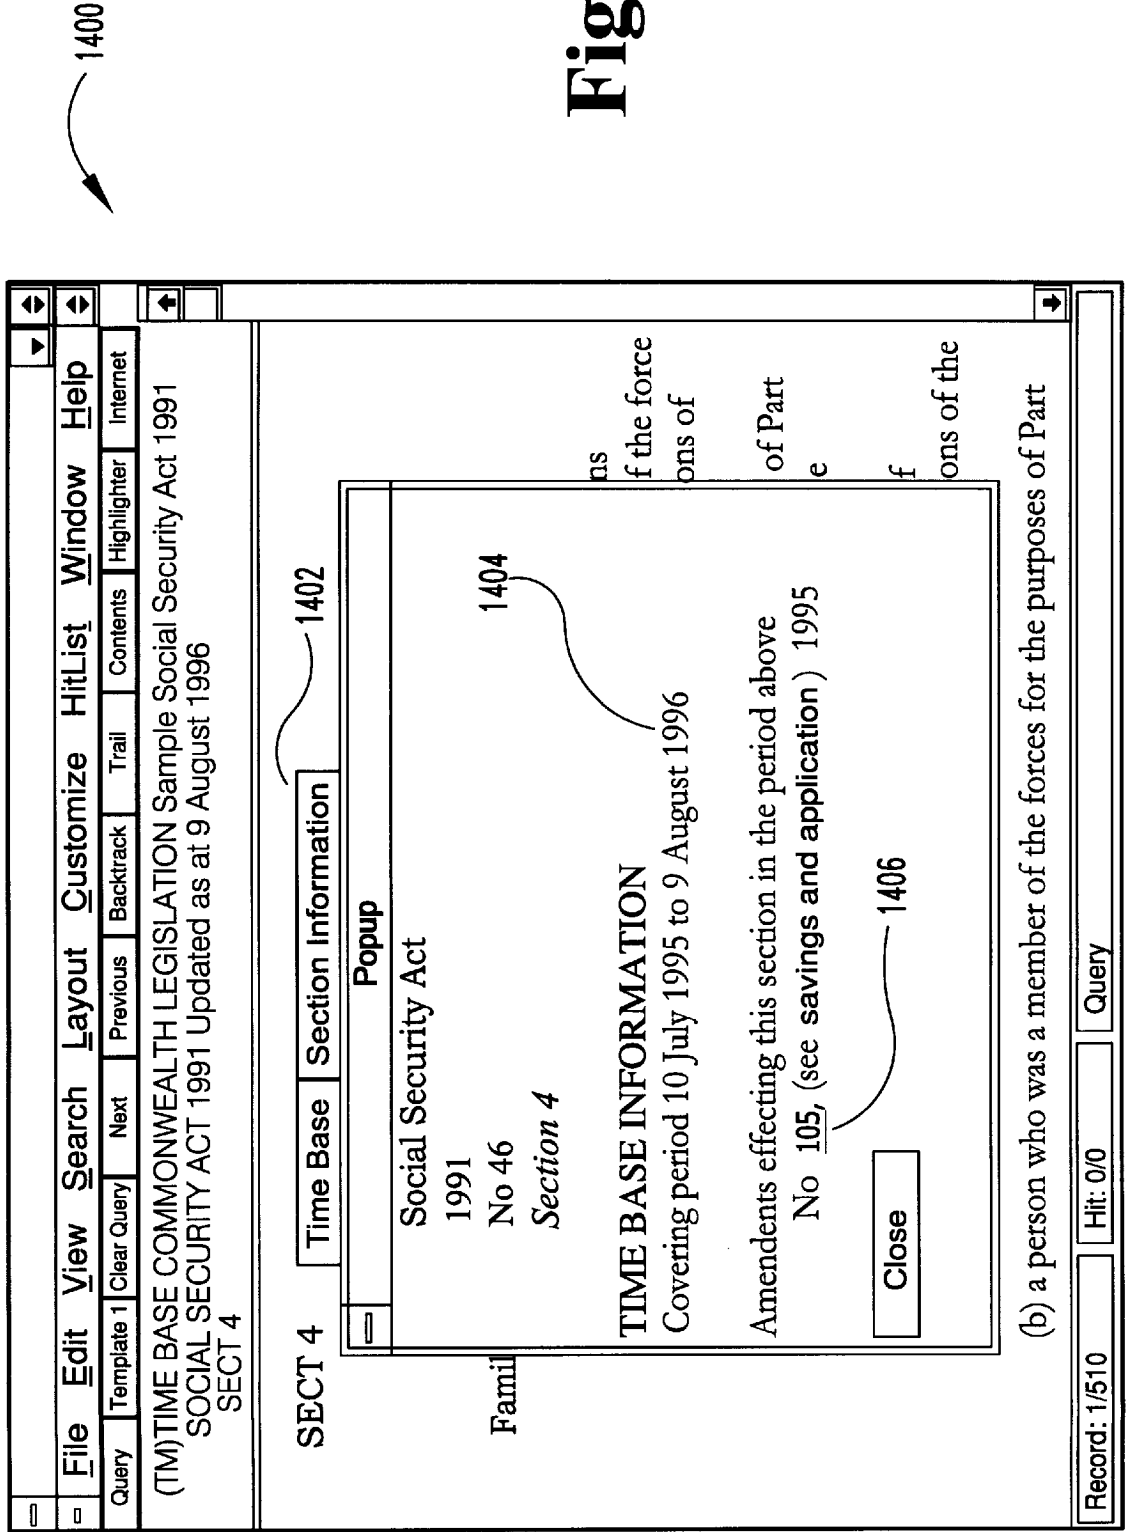 1400
File Edit View Search Layout Customize HitList Window Help
Query Template 1 Clear Query Next Previous Backtrack Trail Contents Highlighter Internet
(TM)TIME BASE COMMONWEALTH LEGISLATION Sample Social Security Act 1991
SOCIAL SECURITY ACT 1991 Updated as at 9 August 1996
SECT 4
SECT 4 Time Base Section Information 1402
Popup
Social Security Act
1991
No 46 1404
Famil
Section 4
ns
TIME BASE INFORMATION
f the force
Covering period 10 July 1995 to 9 August 1996
ons of
Amendents effecting this section in the period above
of Part
No 105, (see savings and application) 1995
e
1406
Close
f
ons of the
(b) a person who was a member of the forces for the purposes of Part
Record: 1/510 Hit: 0/0 Query
Fig